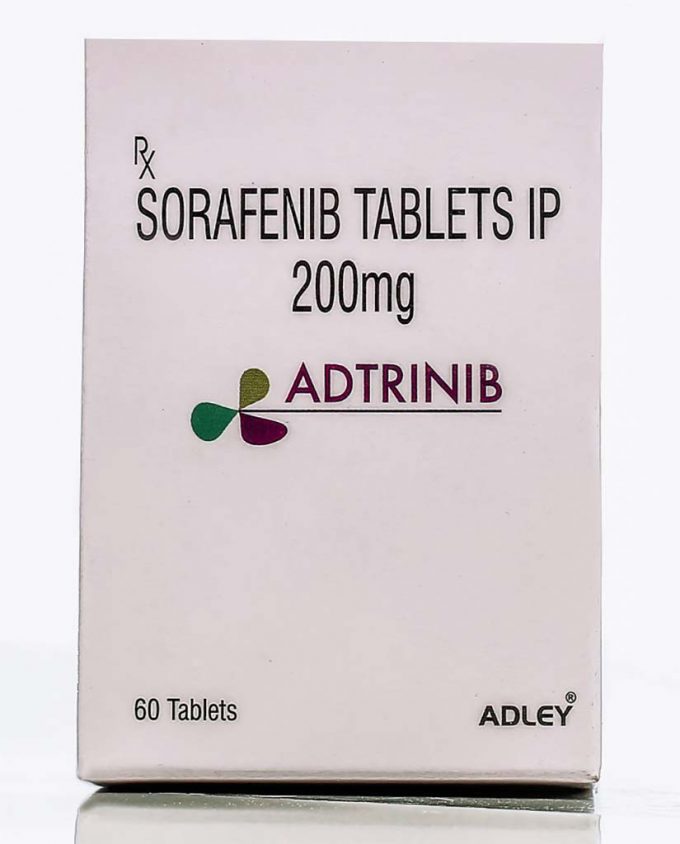 Rx
SORAFENIB TABLETS IP
200mg
ADTRINIB
60 Tablets
ADLEY®